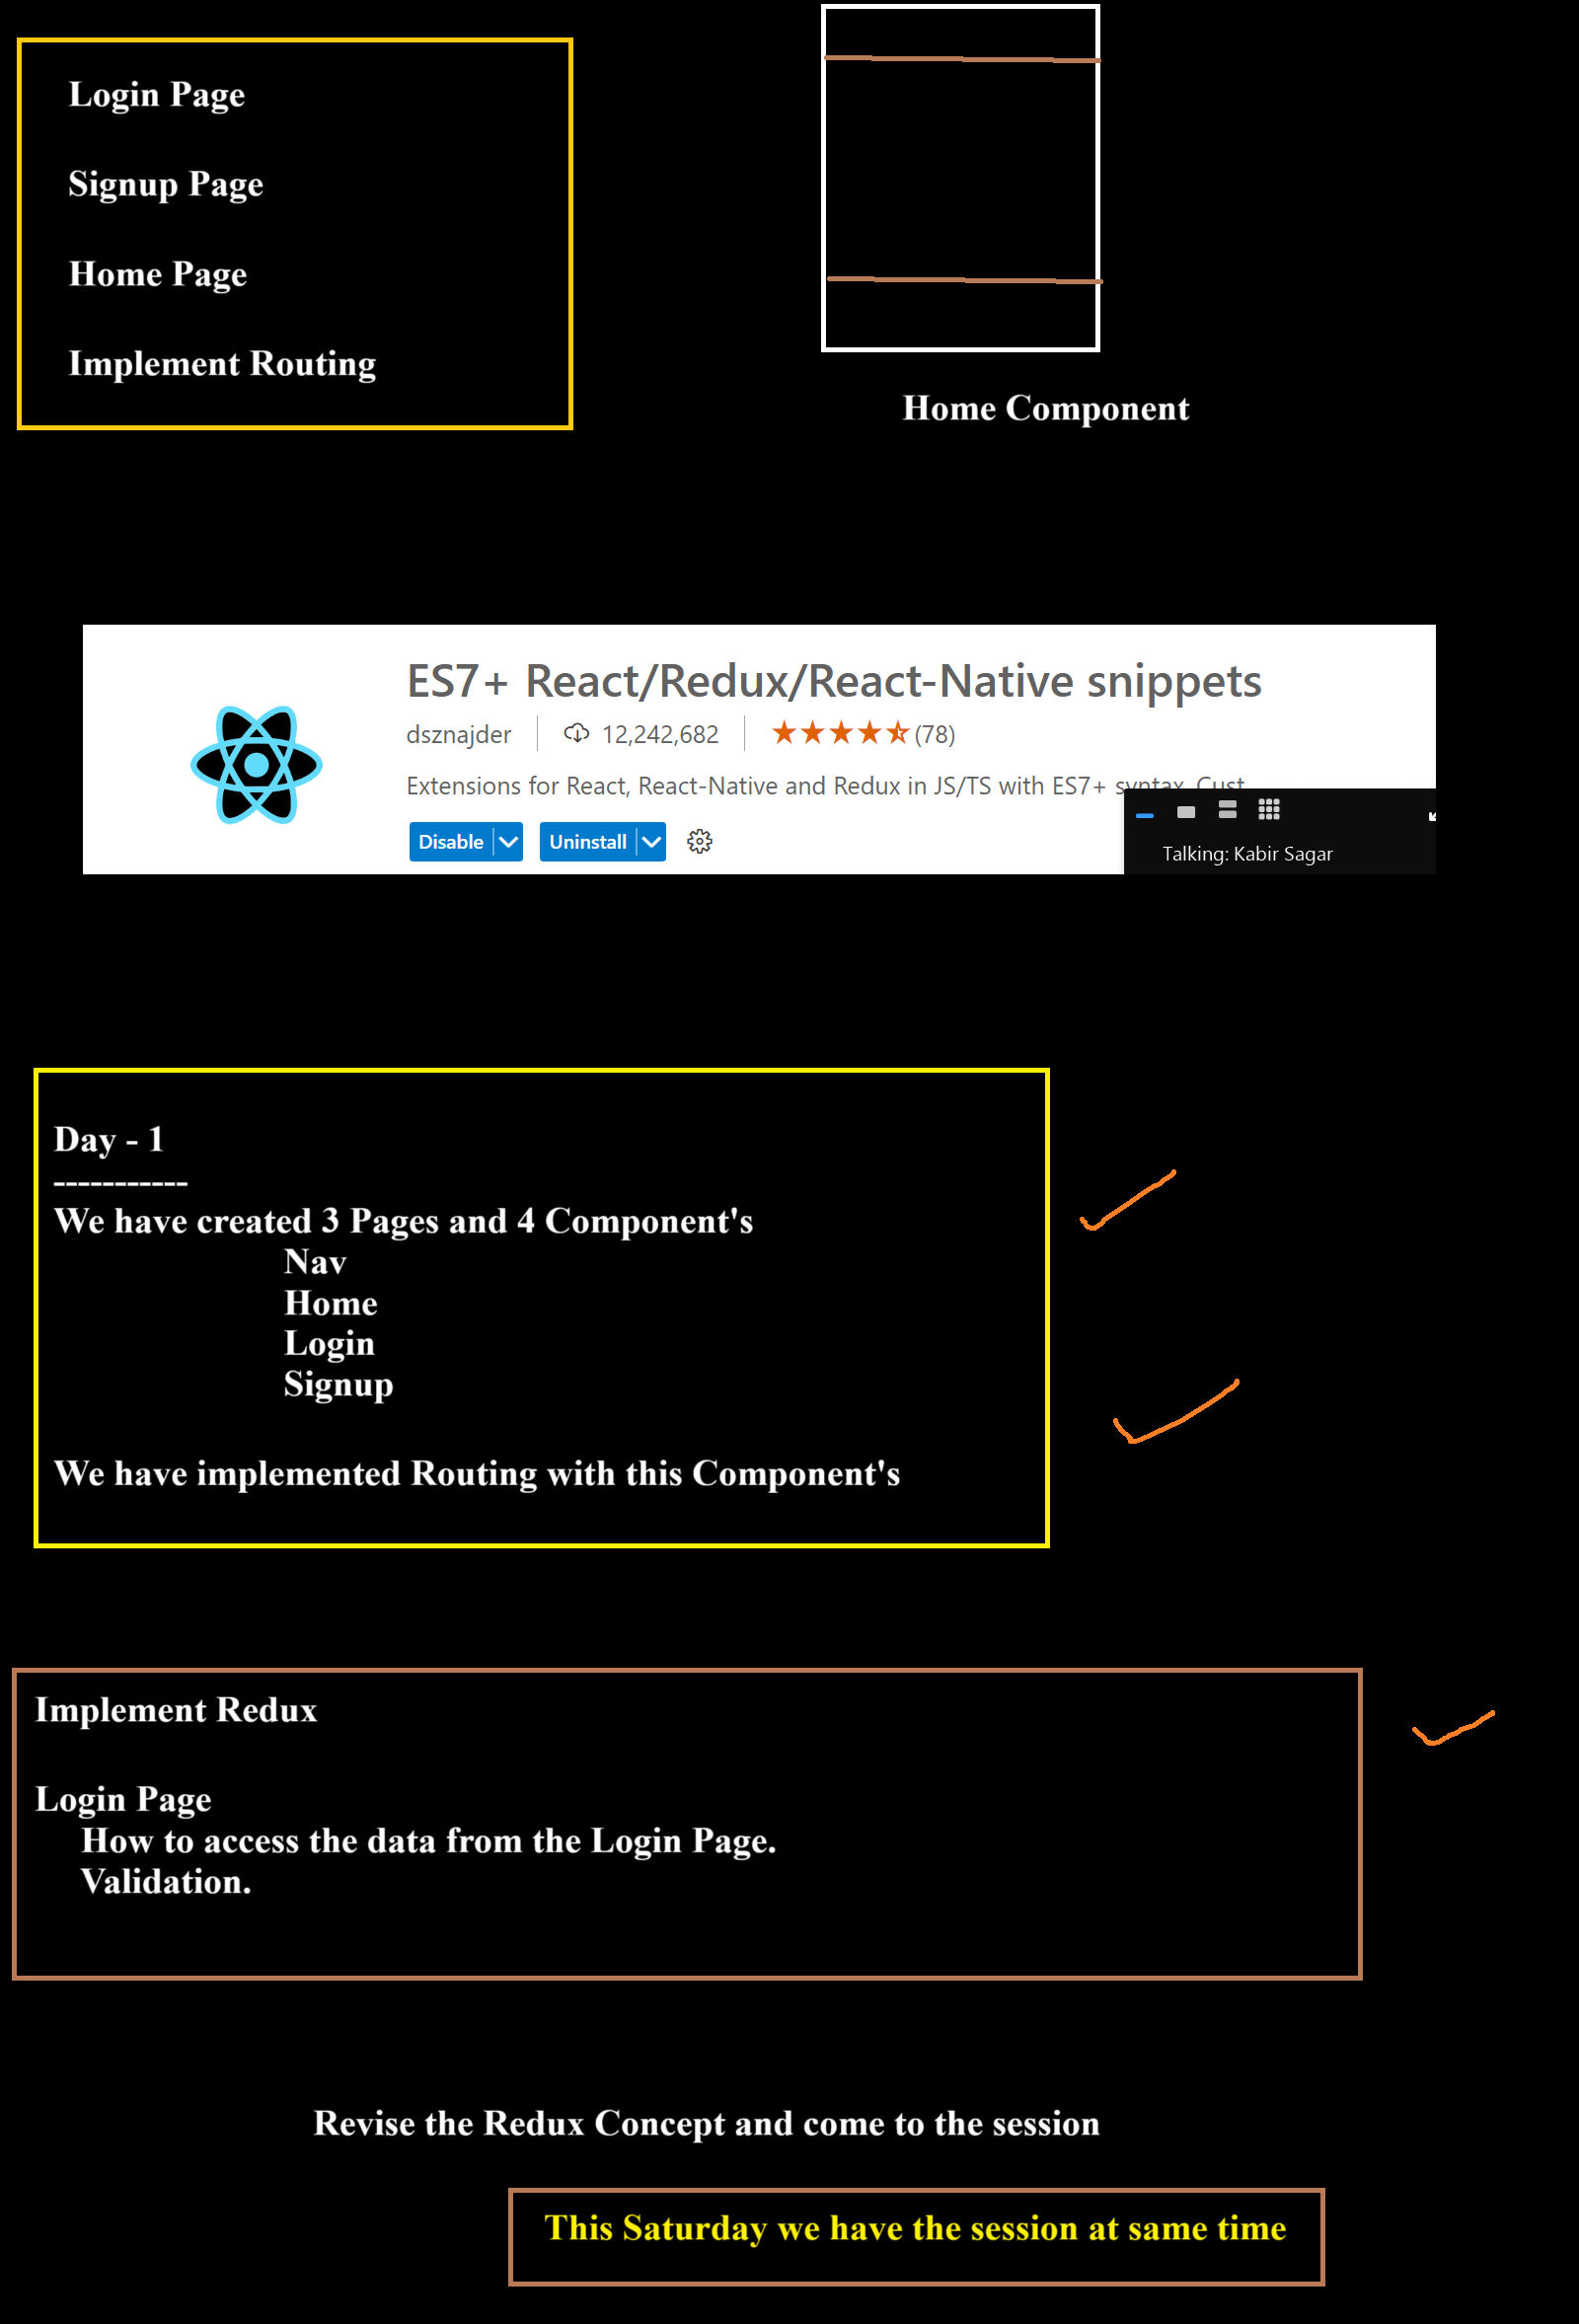 Login Page
Signup Page
Home Page
Implement Routing
Home Component
ES7+ React/Redux/React-Native snippets
dsznajder 12,242,682 (78)
Extensions for React, React-Native and Redux in JS/TS with ES7+ syntax. Cust
Disable Uninstall
Talking: Kabir Sagar
Day - 1
-----------
We have created 3 Pages and 4 Component's
Nav
Home
Login
Signup
We have implemented Routing with this Component's
Implement Redux
Login Page
How to access the data from the Login Page.
Validation.
Revise the Redux Concept and come to the session
This Saturday we have the session at same time